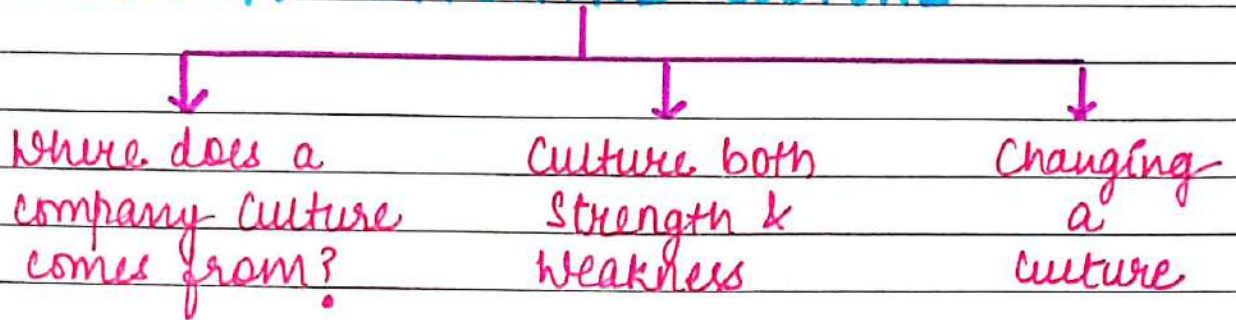 Where does a
company culture
comes from?
Culture both
Strength &
Weakness
Changing
a
culture